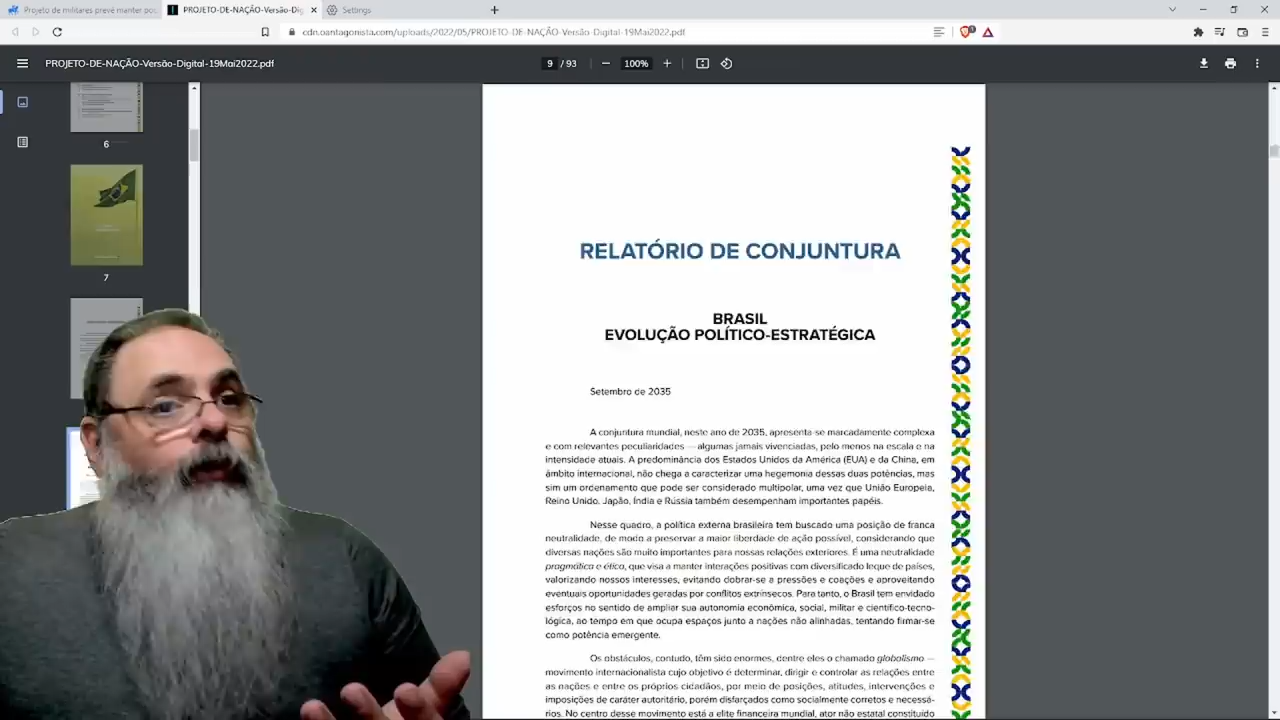 Projeto de militares prevê manter pou
PROJETO-DE-NAÇÃO-Versão-Dig
Settings
cdn.oantagonista.com/uploads/2022/05/PROJETO-DE-NAÇÃO-Versão-Digital-19Mai2022.pdf
PROJETO-DE-NAÇÃO-Versão-Digital-19Mai2022.pdf
9 / 93
100%
6
7
RELATÓRIO DE CONJUNTURA
BRASIL
EVOLUÇÃO POLÍTICO-ESTRATÉGICA
Setembro de 2035
A conjuntura mundial, neste ano de 2035, apresenta-se marcadamente complexa
e com relevantes peculiaridades — algumas jamais vivenciadas, pelo menos na escala e na
intensidade atuais. A predominância dos Estados Unidos da América (EUA) e da China, em
âmbito internacional, não chega a caracterizar uma hegemonia dessas duas potências, mas
sim um ordenamento que pode ser considerado multipolar, uma vez que União Europeia,
Reino Unido, Japão, Índia e Rússia também desempenham importantes papéis.
Nesse quadro, a política externa brasileira tem buscado uma posição de franca
neutralidade, de modo a preservar a maior liberdade de ação possível, considerando que
diversas nações são muito importantes para nossas relações exteriores. É uma neutralidade
pragmática e ética, que visa a manter interações positivas com diversificado leque de países,
valorizando nossos interesses, evitando dobrar-se a pressões e coações e aproveitando
eventuais oportunidades geradas por conflitos extrínsecos. Para tanto, o Brasil tem envidado
esforços no sentido de ampliar sua autonomia econômica, social, militar e científico-tecno-
lógica, ao tempo em que ocupa espaços junto a nações não alinhadas, tentando firmar-se
como potência emergente.
Os obstáculos, contudo, têm sido enormes, dentre eles o chamado globalismo —
movimento internacionalista cujo objetivo é determinar, dirigir e controlar as relações entre
as nações e entre os próprios cidadãos, por meio de posições, atitudes, intervenções e
imposições de caráter autoritário, porém disfarçados como socialmente corretos e necessá-
rios. No centro desse movimento está a elite financeira mundial, ator não estatal constituído